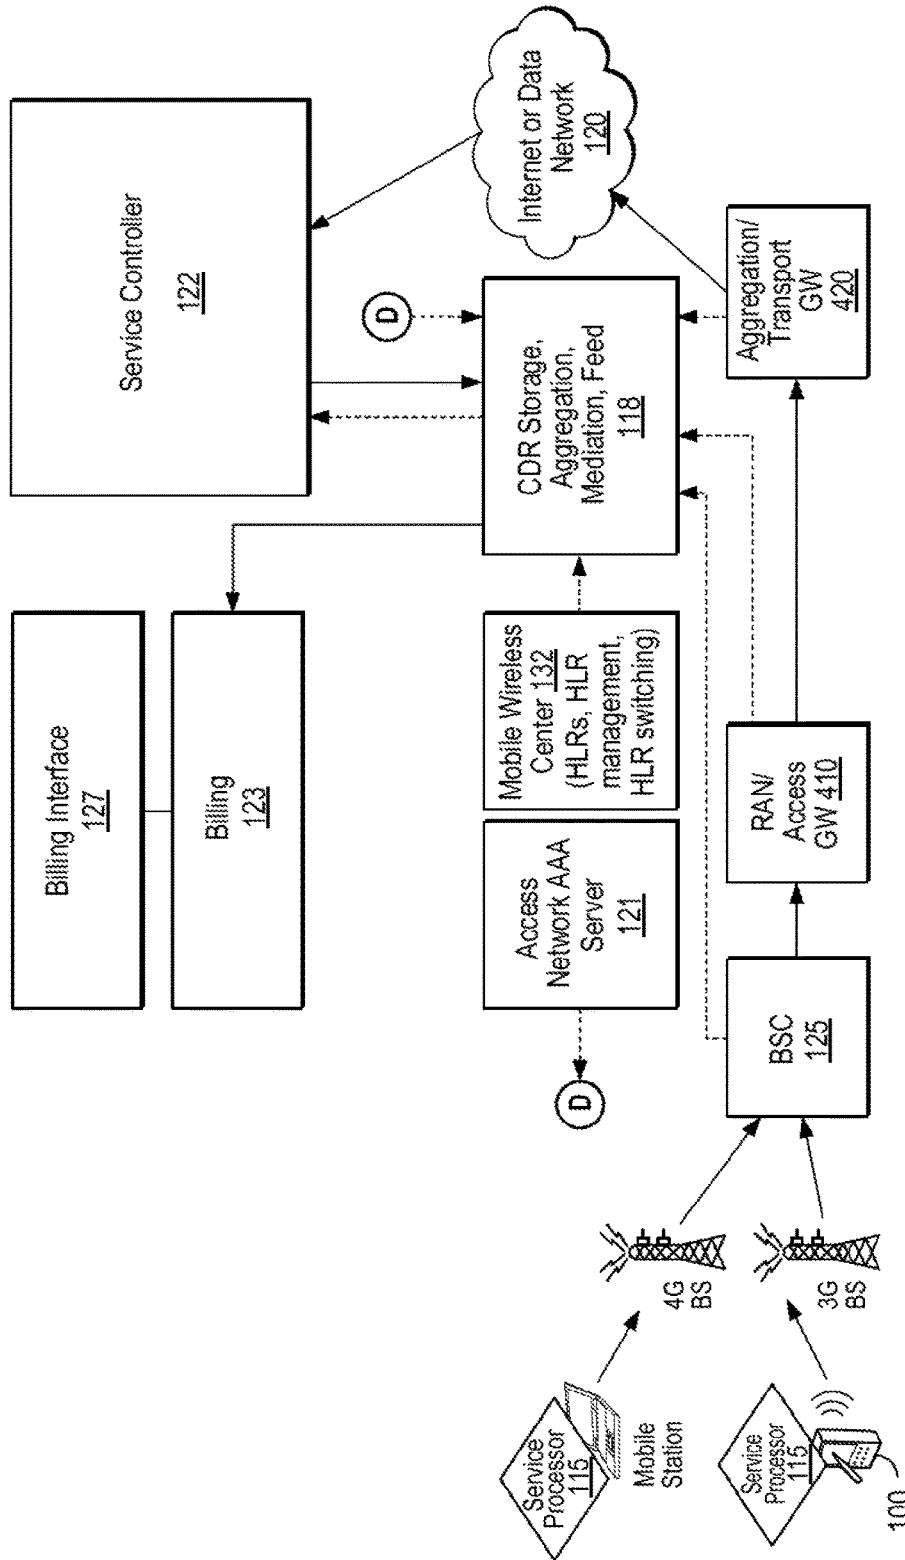 Billing Interface
127
Billing
123
Service Controller
122
D
Access
Network AAA
Server
121
Mobile Wireless
Center 132
(HLRs, HLR
management,
HLR switching)
CDR Storage,
Aggregation,
Mediation, Feed
118
D
Internet or Data
Network
120
Service
Processor
115
Mobile
Station
4G
BS
Service
Processor
115
100
3G
BS
BSC
125
RAN/
Access
GW 410
Aggregation/
Transport
GW
420